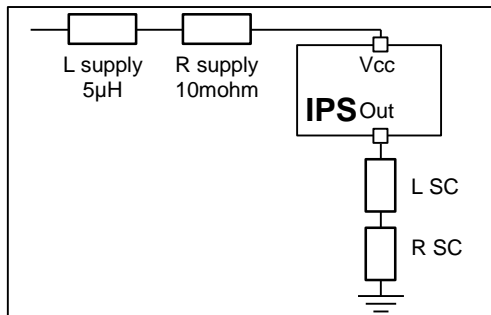 L supply
5µH
R supply
10mohm
Vcc
IPS Out
L SC
R SC